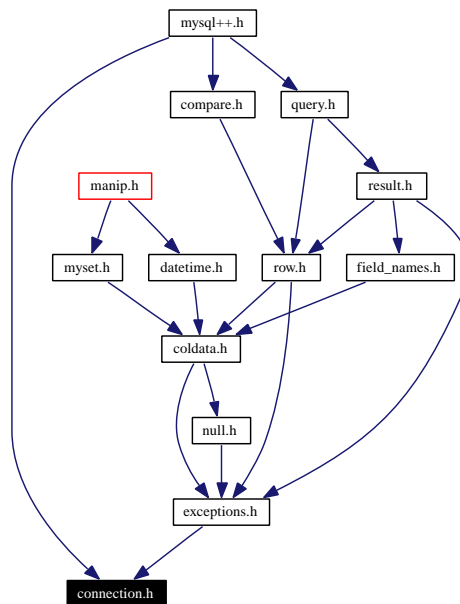 mysql++.h
compare.h
query.h
manip.h
result.h
myset.h
datetime.h
row.h
field_names.h
coldata.h
null.h
exceptions.h
connection.h